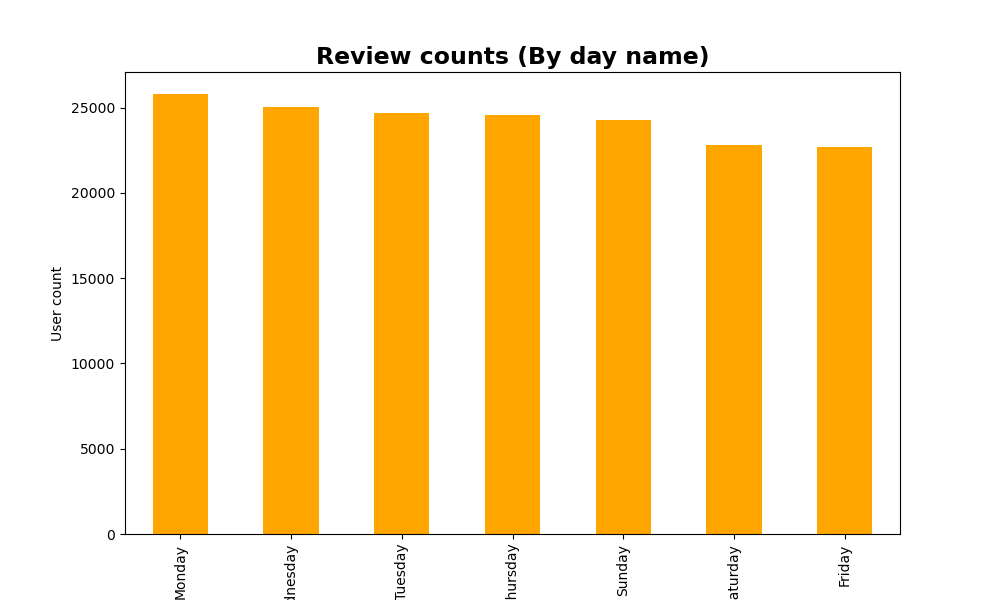 Review counts (By day name)
User count
25000
20000
15000
10000
5000
0
Monday
dnesday
Tuesday
hursday
Sunday
aturday
Friday